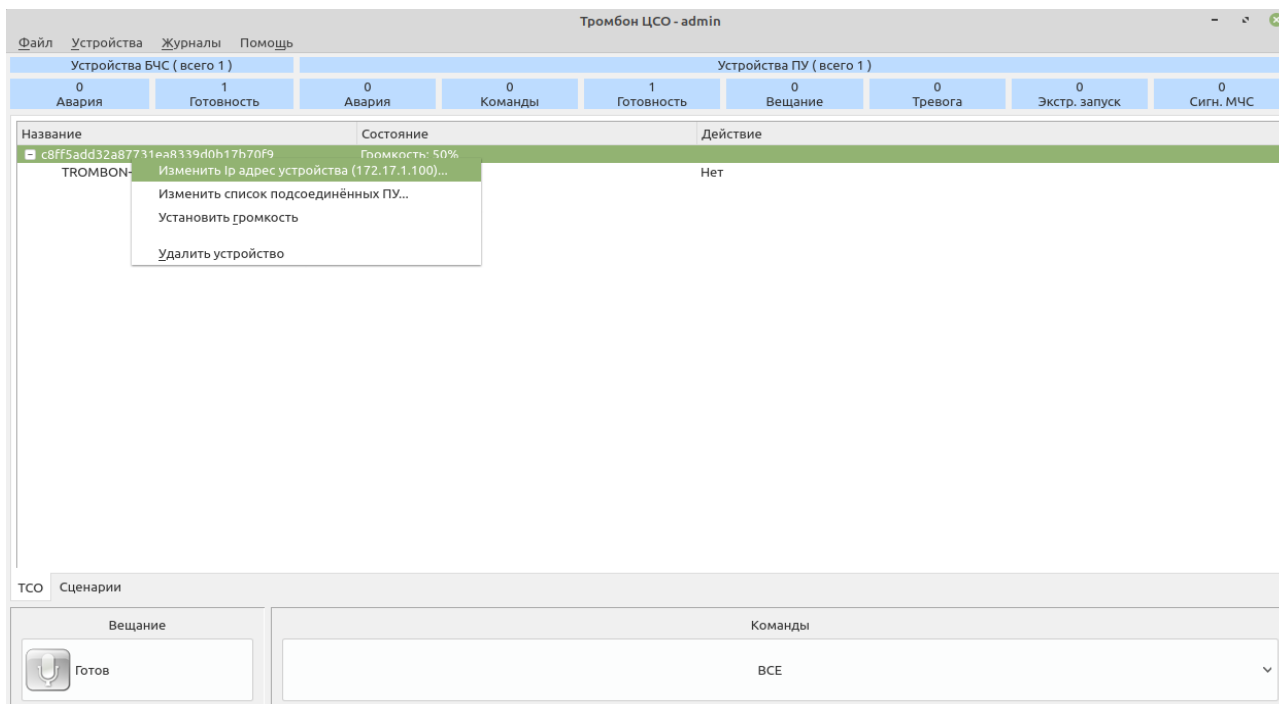 Тромбон ЦСО - admin
Файл Устройства Журналы Помощь
Устройства БЧС ( всего 1 ) Устройства ПУ ( всего 1 )
0 1 0 0 1 0 0 0 0
Авария Готовность Авария Команды Готовность Вещание Тревога Экстр. запуск Сигн. МЧС
Название Состояние Действие
c8ff5add32a87731ea8339d0b17b70f9 Громкость: 50%
TROMBON- Изменить Ip адрес устройства (172.17.1.100)... Нет
Изменить список подсоединённых ПУ...
Установить громкость
Удалить устройство
ТСО Сценарии
Вещание Команды
Готов ВСЕ